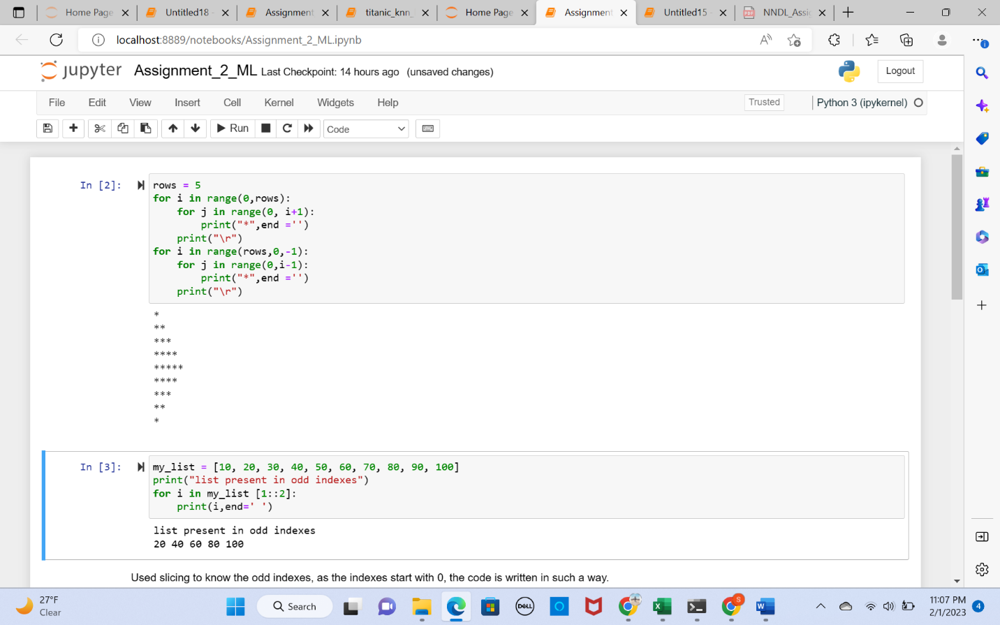 Home Page
Untitled18 -
Assignment
titanic_knn_
Home Page
Assignment
Untitled15 -
NNDL_Assig
localhost:8889/notebooks/Assignment_2_ML.ipynb
jupyter Assignment_2_ML Last Checkpoint: 14 hours ago (unsaved changes)
Logout
File Edit View Insert Cell Kernel Widgets Help
Trusted
Python 3 (ipykernel)
Run
Code
In [2]:
rows = 5
for i in range(0,rows):
    for j in range(0, i+1):
        print("*",end ='')
    print("\r")
for i in range(rows,0,-1):
    for j in range(0,i-1):
        print("*",end ='')
    print("\r")
*
**
***
****
*****
****
***
**
*
In [3]:
my_list = [10, 20, 30, 40, 50, 60, 70, 80, 90, 100]
print("list present in odd indexes")
for i in my_list [1::2]:
    print(i,end=' ')
list present in odd indexes
20 40 60 80 100
Used slicing to know the odd indexes, as the indexes start with 0, the code is written in such a way.
27°F
Clear
Search
DELL
S
11:07 PM
2/1/2023
4